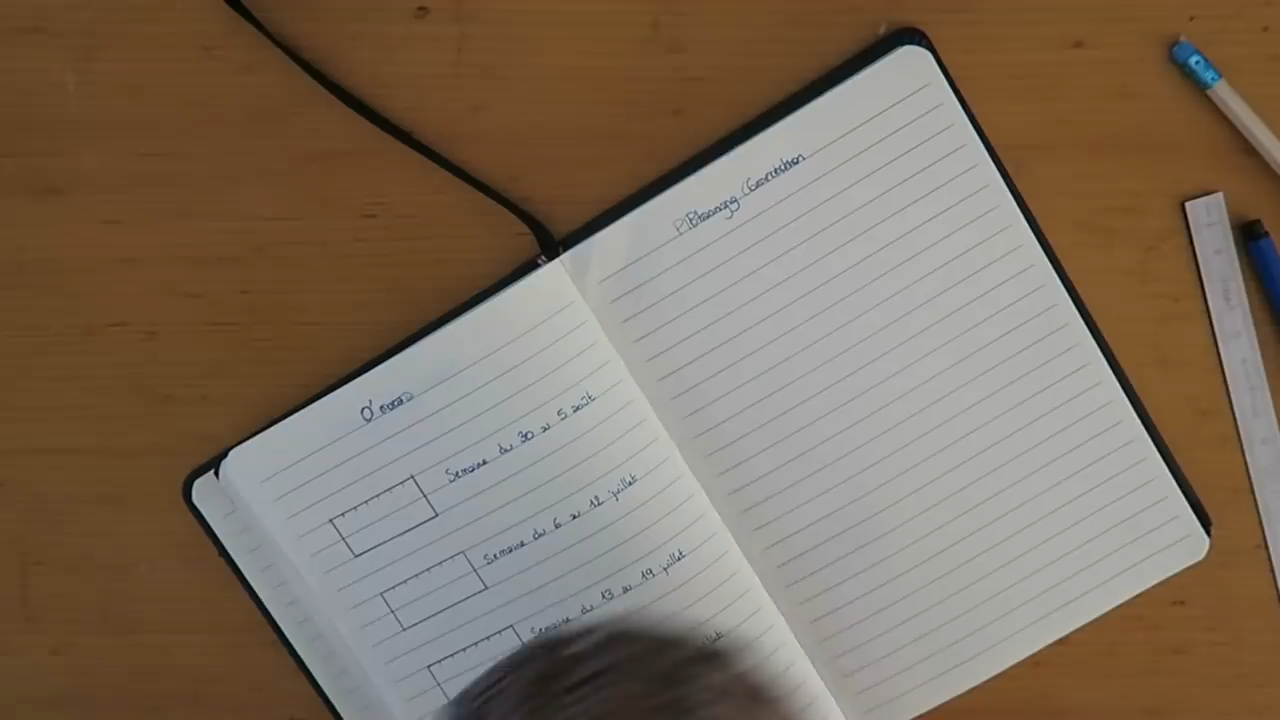 Semaine du 30 au 5 août
Semaine du 6 au 12 juillet
Semaine du 13 au 19 juillet
Planning